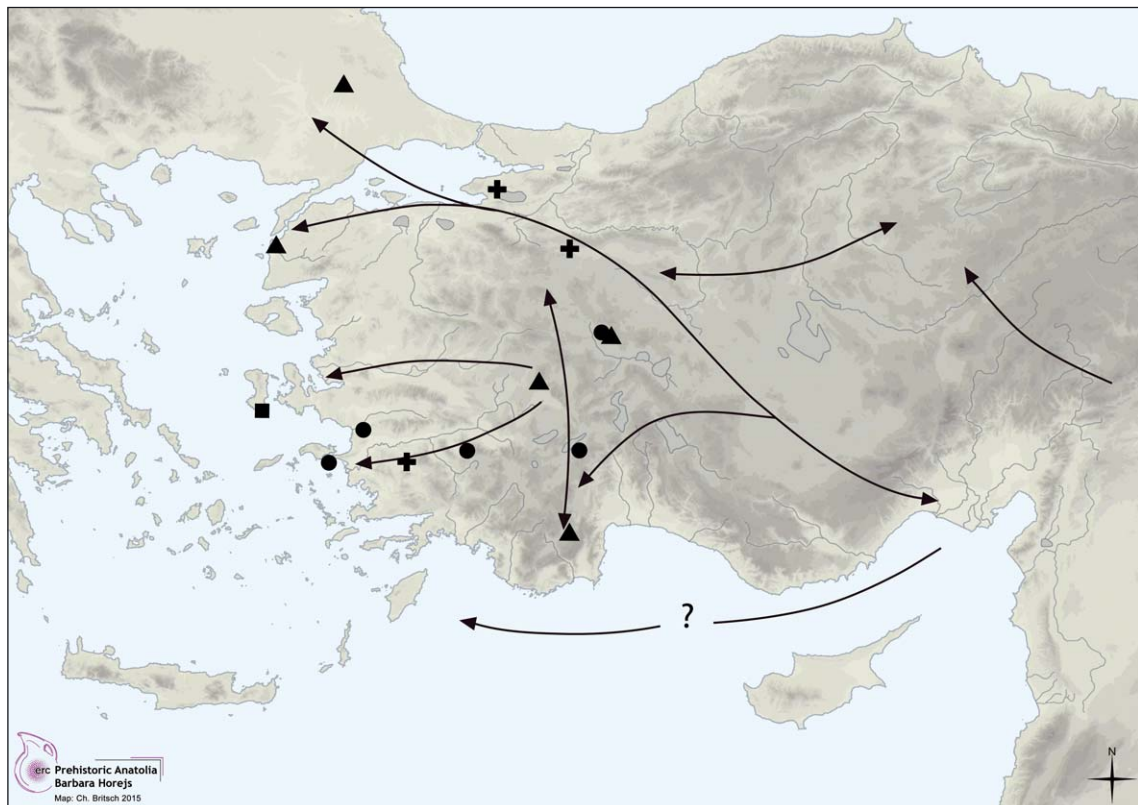 ?
N
erc
Prehistoric Anatolia
Barbara Horejs
Map: Ch. Britsch 2015